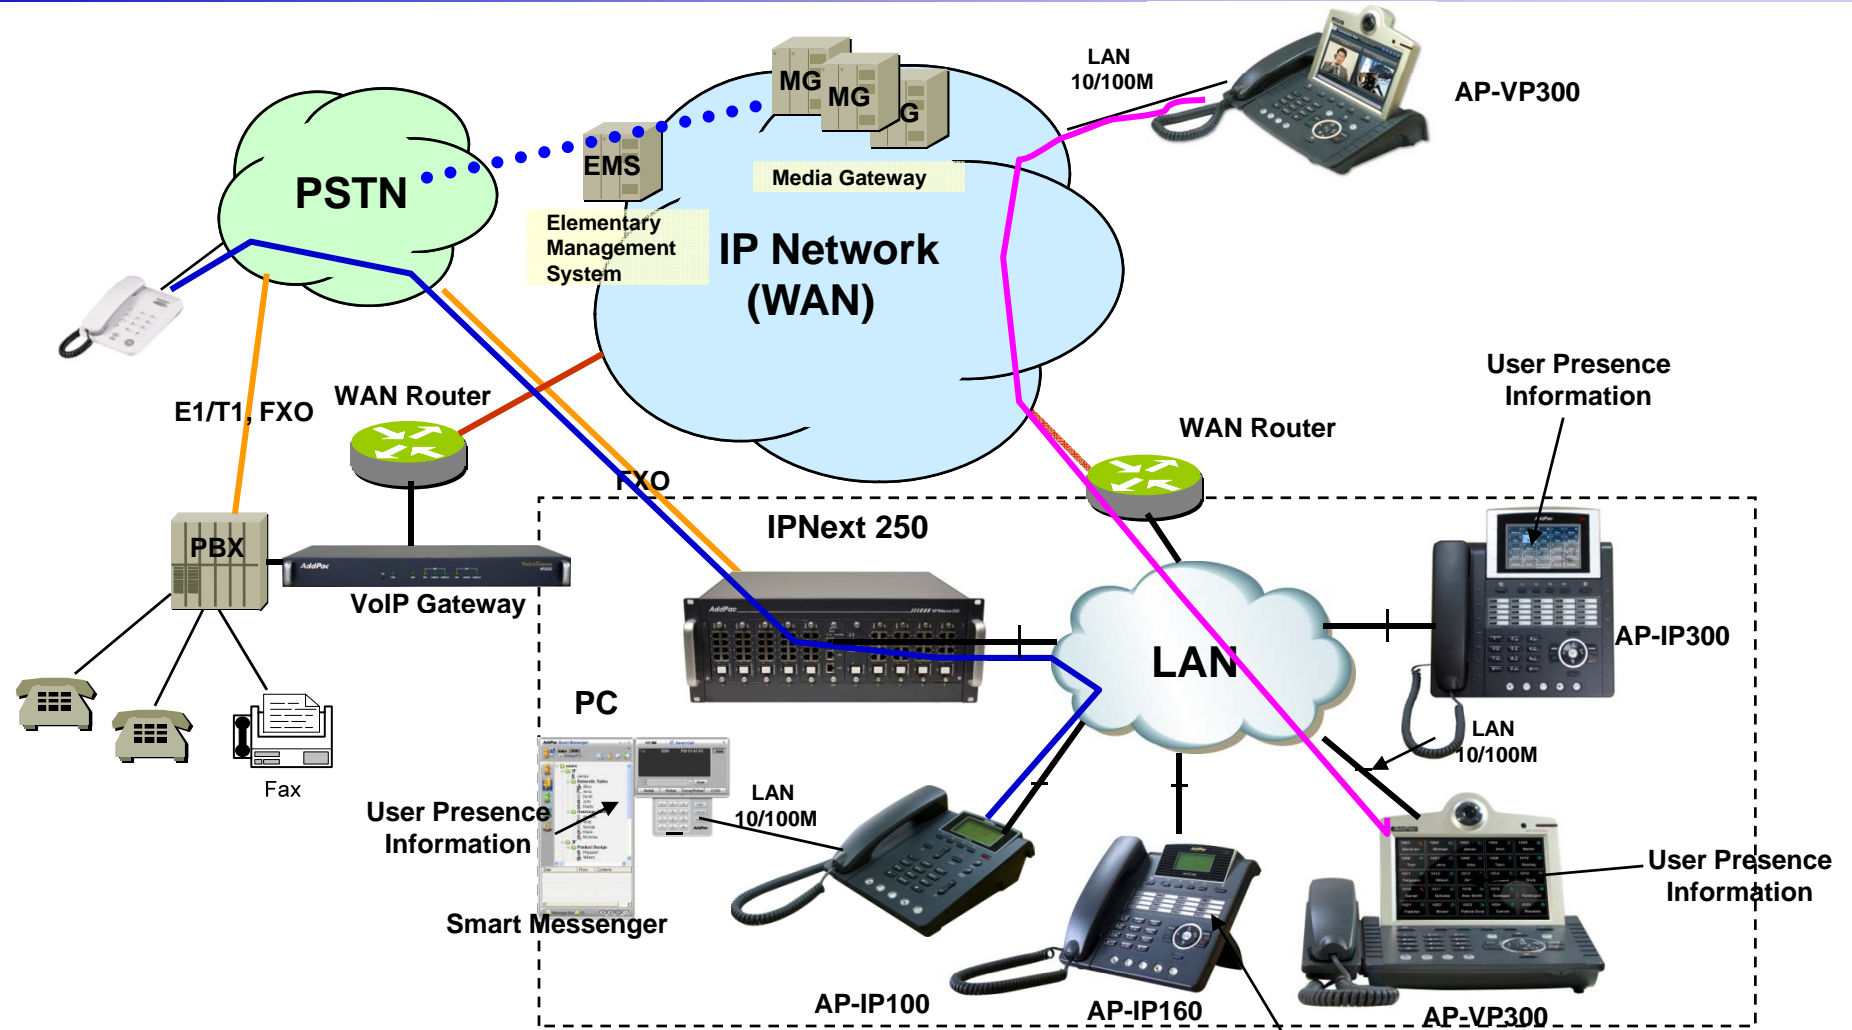 LAN
10/100M
AP-VP300
MG
MG
G
EMS
PSTN
Media Gateway
Elementary
Management
System
IP Network
(WAN)
User Presence
Information
WAN Router
E1/T1, FXO
WAN Router
FXO
IPNext 250
PBX
AddPac
VoIP Gateway
AddPac
AddPac
LAN
AP-IP300
PC
LAN
10/100M
Fax
User Presence
Information
LAN
10/100M
Smart Messenger
User Presence
Information
AP-IP100
AP-IP160
AP-VP300